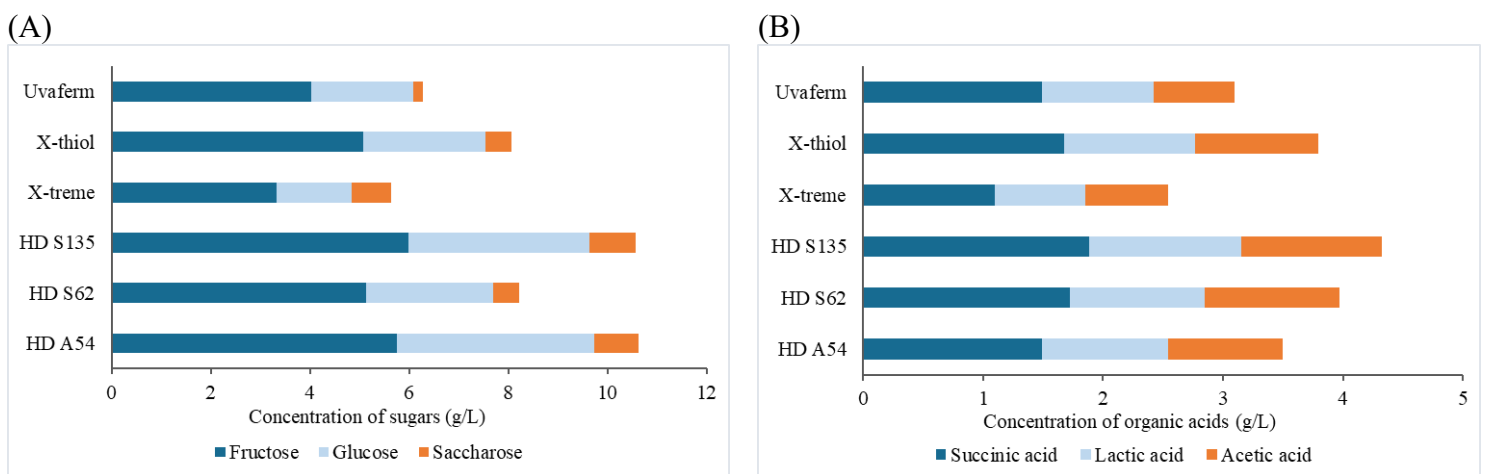 (A)
Uvaferm
X-thiol
X-treme
HD S135
HD S62
HD A54
0 2 4 6 8 10 12
Concentration of sugars (g/L)
Fructose Glucose Saccharose
(B)
Uvaferm
X-thiol
X-treme
HD S135
HD S62
HD A54
0 1 2 3 4 5
Concentration of organic acids (g/L)
Succinic acid Lactic acid Acetic acid